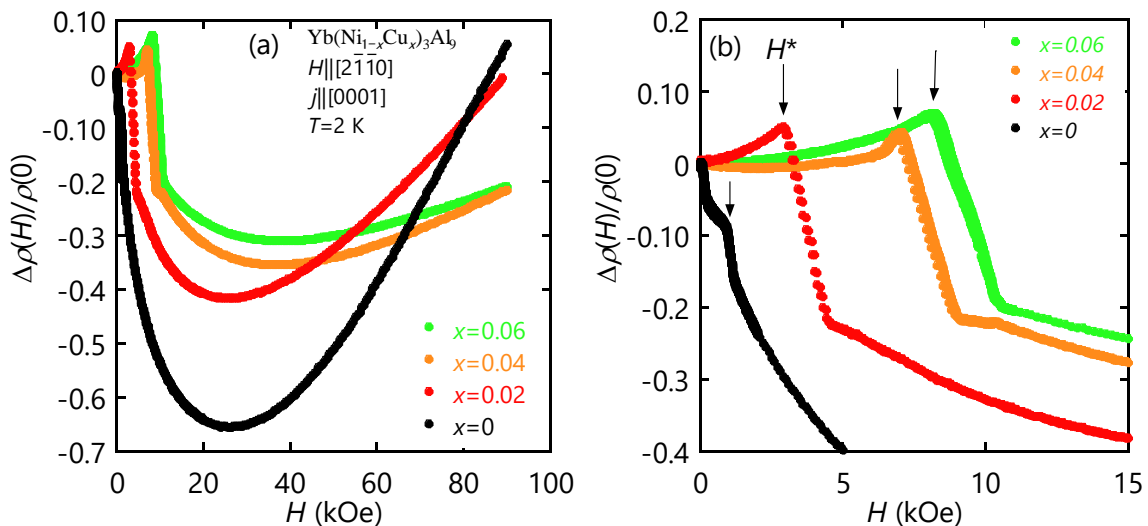 (a)
Yb(Ni₁₋ₓCuₓ)₃Al₉
H||[21̅1̅0]
j||[0001]
T=2 K
0.10
0
-0.10
-0.2
-0.3
-0.4
-0.5
-0.6
-0.7
Δρ(H)/ρ(0)
x=0.06
x=0.04
x=0.02
x=0
0 20 40 60 80 100
H (kOe)
(b)
H*
x=0.06
x=0.04
x=0.02
x=0
0.20
0.10
0
-0.10
-0.2
-0.3
-0.4
Δρ(H)/ρ(0)
0 5 10 15
H (kOe)